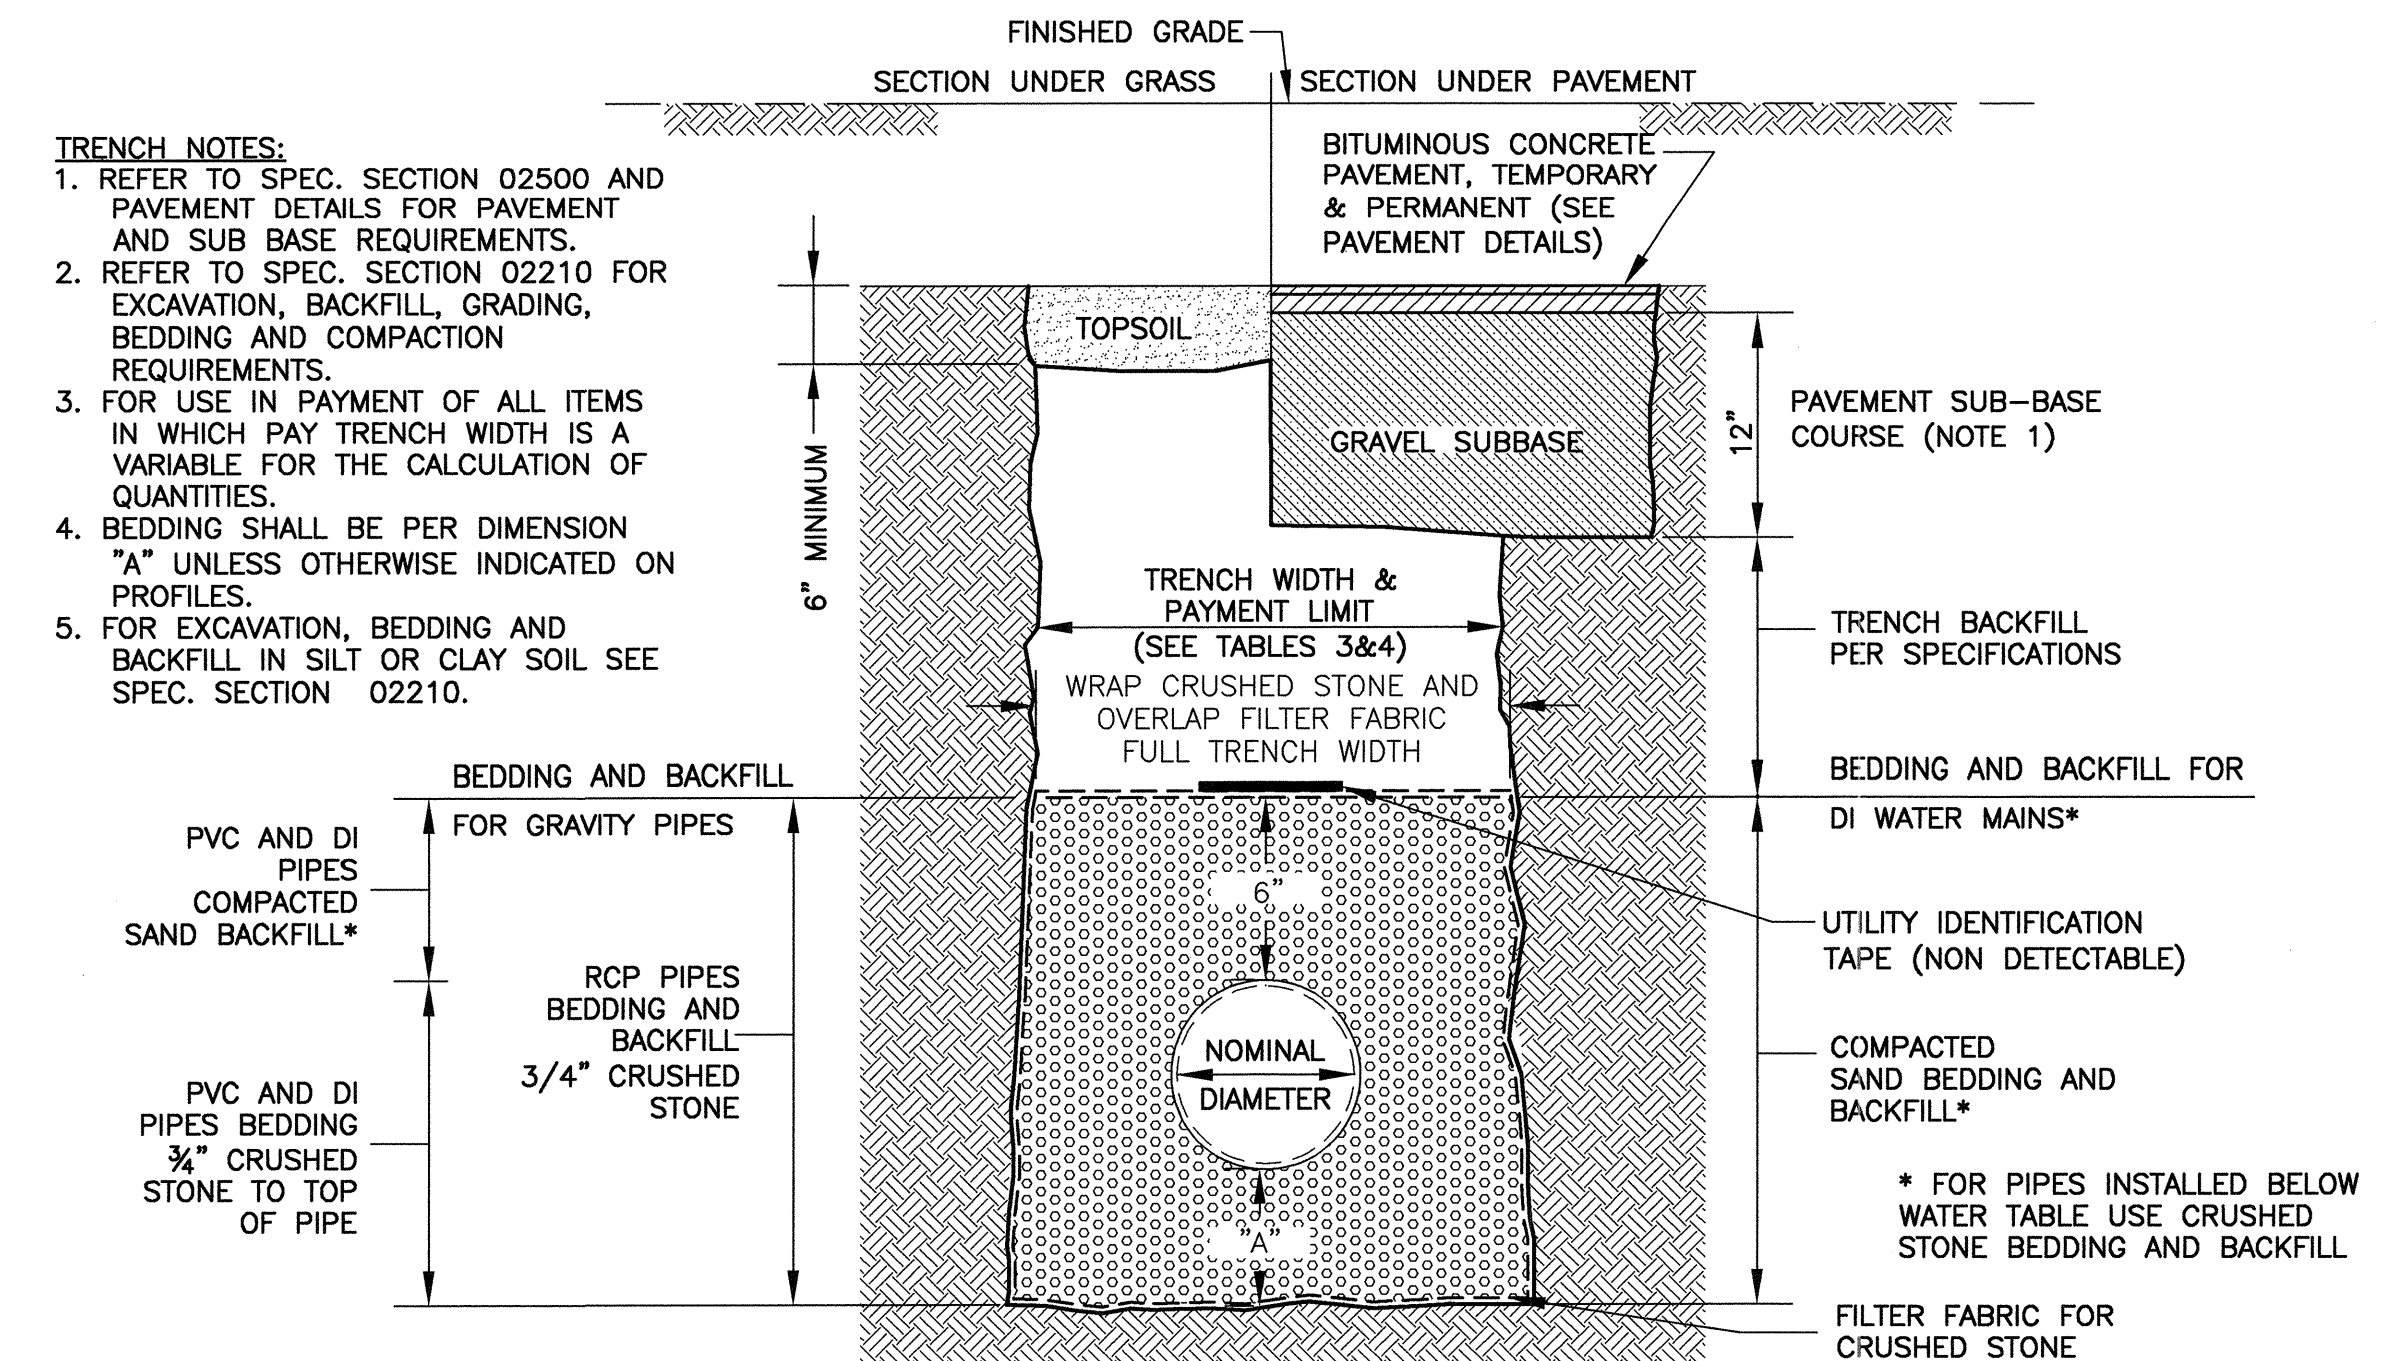 FINISHED GRADE
SECTION UNDER GRASS
SECTION UNDER PAVEMENT
TRENCH NOTES:
1. REFER TO SPEC. SECTION 02500 AND
PAVEMENT DETAILS FOR PAVEMENT
AND SUB BASE REQUIREMENTS.
2. REFER TO SPEC. SECTION 02210 FOR
EXCAVATION, BACKFILL, GRADING,
BEDDING AND COMPACTION
REQUIREMENTS.
3. FOR USE IN PAYMENT OF ALL ITEMS
IN WHICH PAY TRENCH WIDTH IS A
VARIABLE FOR THE CALCULATION OF
QUANTITIES.
4. BEDDING SHALL BE PER DIMENSION
"A" UNLESS OTHERWISE INDICATED ON
PROFILES.
5. FOR EXCAVATION, BEDDING AND
BACKFILL IN SILT OR CLAY SOIL SEE
SPEC. SECTION 02210.
BITUMINOUS CONCRETE
PAVEMENT, TEMPORARY
& PERMANENT (SEE
PAVEMENT DETAILS)
TOPSOIL
6" MINIMUM
GRAVEL SUBBASE
12"
PAVEMENT SUB-BASE
COURSE (NOTE 1)
TRENCH WIDTH &
PAYMENT LIMIT
(SEE TABLES 3&4)
WRAP CRUSHED STONE AND
OVERLAP FILTER FABRIC
FULL TRENCH WIDTH
TRENCH BACKFILL
PER SPECIFICATIONS
BEDDING AND BACKFILL
FOR GRAVITY PIPES
BEDDING AND BACKFILL FOR
DI WATER MAINS*
PVC AND DI
PIPES
COMPACTED
SAND BACKFILL*
6"
UTILITY IDENTIFICATION
TAPE (NON DETECTABLE)
RCP PIPES
BEDDING AND
BACKFILL
3/4" CRUSHED
STONE
NOMINAL
DIAMETER
COMPACTED
SAND BEDDING AND
BACKFILL*
PVC AND DI
PIPES BEDDING
¾" CRUSHED
STONE TO TOP
OF PIPE
"A"
* FOR PIPES INSTALLED BELOW
WATER TABLE USE CRUSHED
STONE BEDDING AND BACKFILL
FILTER FABRIC FOR
CRUSHED STONE